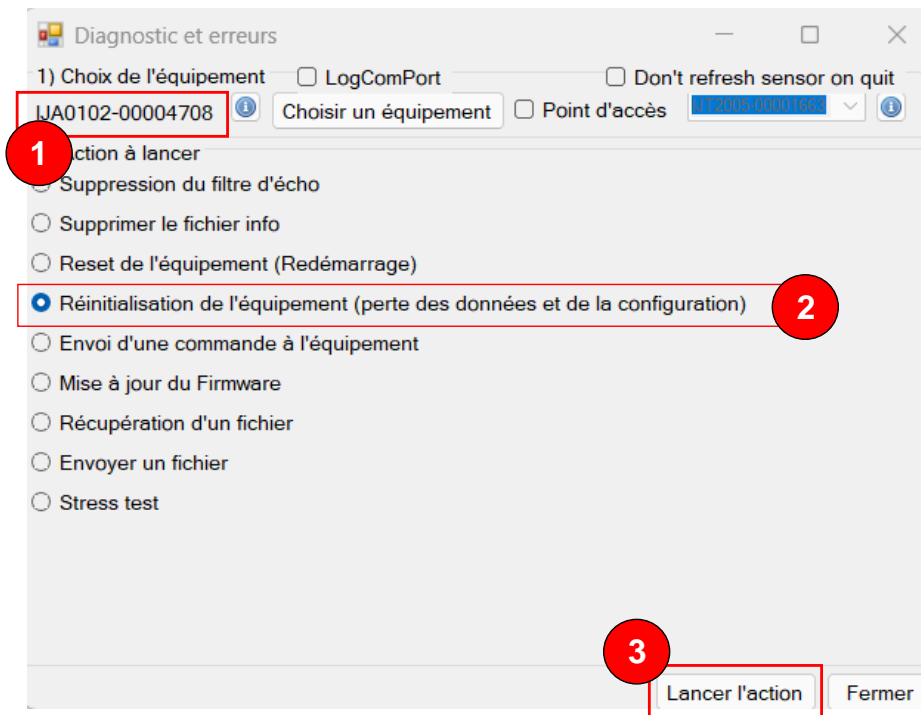 Diagnostic et erreurs
1) Choix de l'équipement LogComPort Don't refresh sensor on quit
IJA0102-00004708 Choisir un équipement Point d'accès IJT2005-00001663
1 ction à lancer
Suppression du filtre d'écho
Supprimer le fichier info
Reset de l'équipement (Redémarrage)
Réinitialisation de l'équipement (perte des données et de la configuration) 2
Envoi d'une commande à l'équipement
Mise à jour du Firmware
Récupération d'un fichier
Envoyer un fichier
Stress test
3
Lancer l'action Fermer